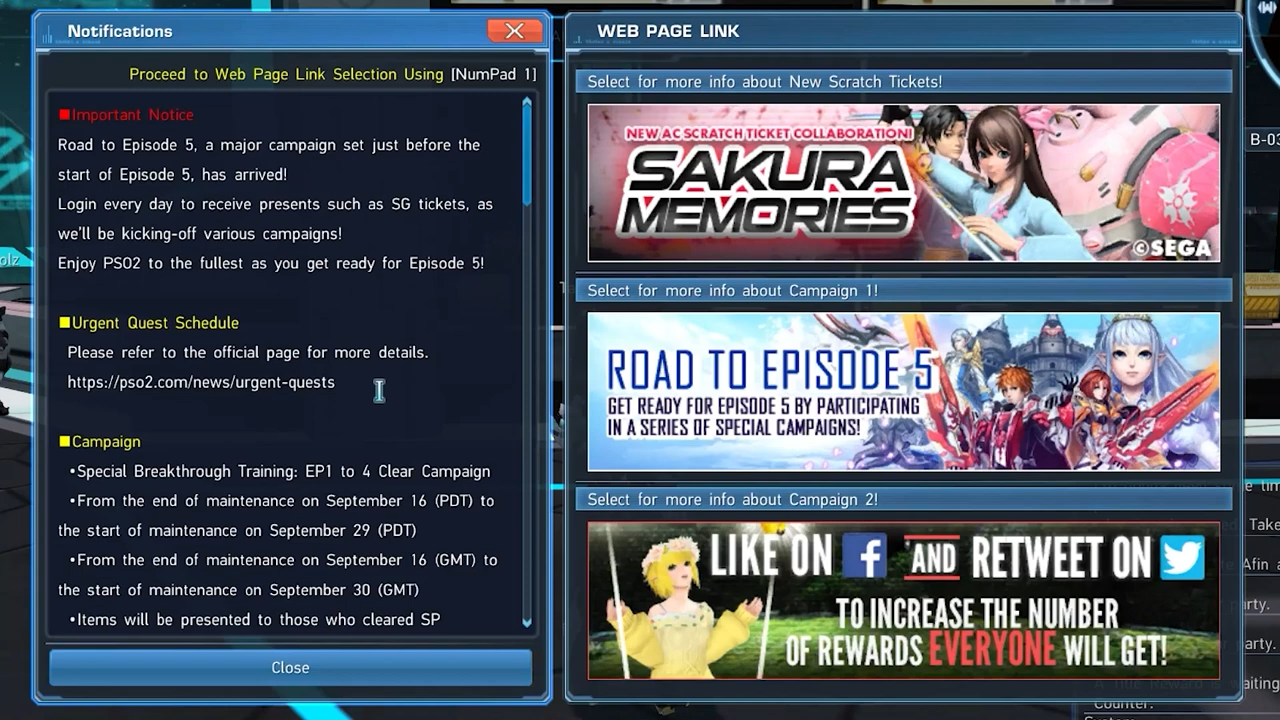 Notifications
Proceed to Web Page Link Selection Using [NumPad 1]
■Important Notice
Road to Episode 5, a major campaign set just before the
start of Episode 5, has arrived!
Login every day to receive presents such as SG tickets, as
we'll be kicking-off various campaigns!
Enjoy PSO2 to the fullest as you get ready for Episode 5!
■Urgent Quest Schedule
Please refer to the official page for more details.
https://pso2.com/news/urgent-quests
■Campaign
•Special Breakthrough Training: EP1 to 4 Clear Campaign
•From the end of maintenance on September 16 (PDT) to
the start of maintenance on September 29 (PDT)
•From the end of maintenance on September 16 (GMT) to
the start of maintenance on September 30 (GMT)
•Items will be presented to those who cleared SP
Close
WEB PAGE LINK
Select for more info about New Scratch Tickets!
NEW AC SCRATCH TICKET COLLABORATION!
SAKURA
MEMORIES
©SEGA
Select for more info about Campaign 1!
ROAD TO EPISODE 5
GET READY FOR EPISODE 5 BY PARTICIPATING
IN A SERIES OF SPECIAL CAMPAIGNS!
Select for more info about Campaign 2!
LIKE ON f AND RETWEET ON
TO INCREASE THE NUMBER
OF REWARDS EVERYONE WILL GET!
B-03
olz
Take
Afin
party.
party.
A Title Reward is waiting
Counter.